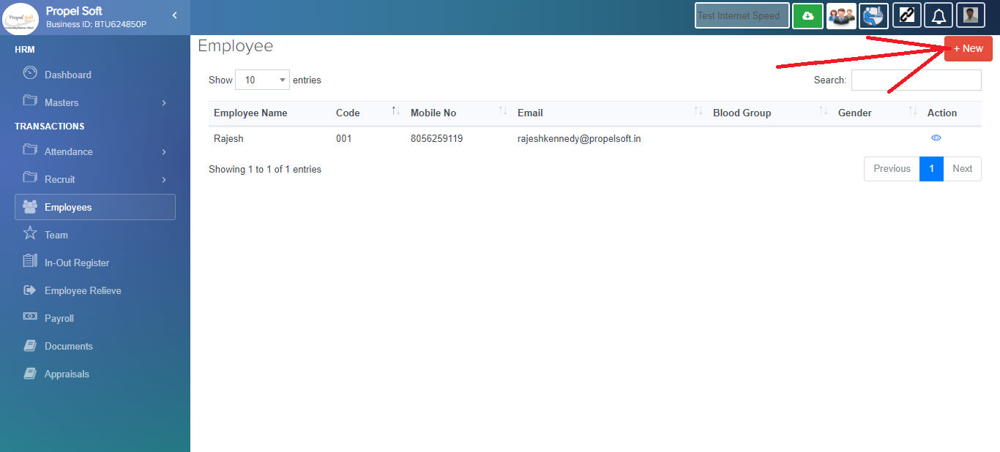 Propel Soft
Business ID: BTU624850P
Test Internet Speed
HRM
Dashboard
Masters
TRANSACTIONS
Attendance
Recruit
Employees
Team
In-Out Register
Employee Relieve
Payroll
Documents
Appraisals
Employee
+ New
Show 10 entries
Search:
Employee Name Code Mobile No Email Blood Group Gender Action
Rajesh 001 8056259119 rajeshkennedy@propelsoft.in
Showing 1 to 1 of 1 entries
Previous 1 Next